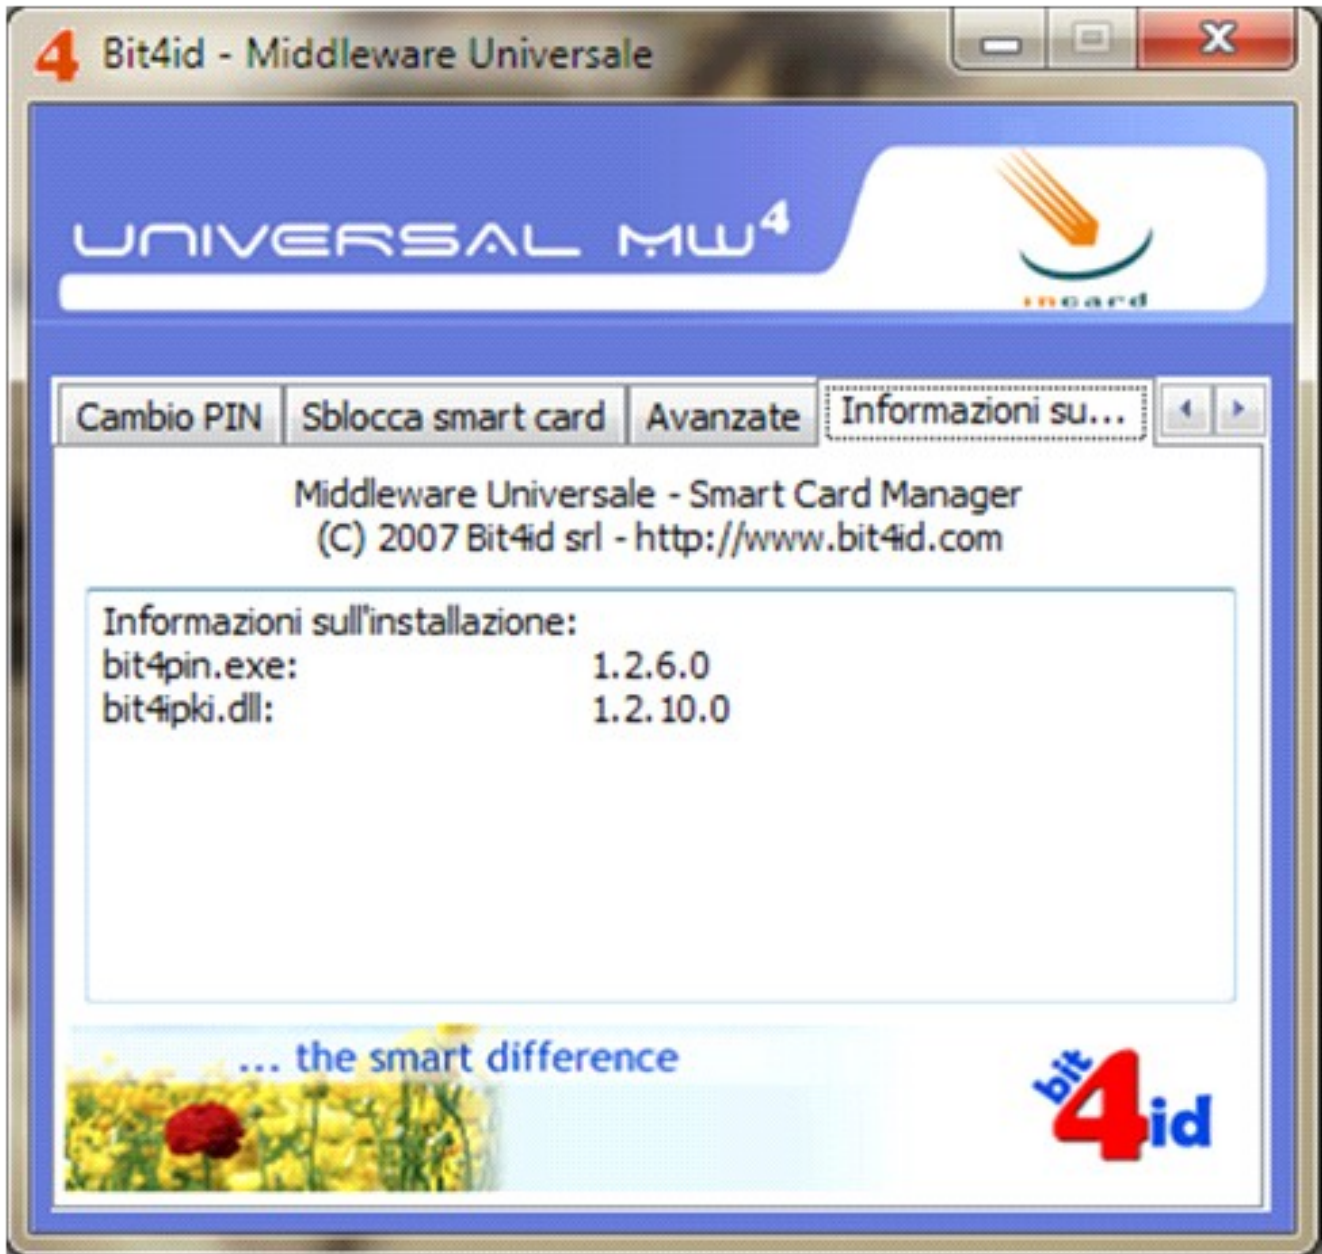 4 Bit4id - Middleware Universale
UNIVERSAL MW4
incard
Cambio PIN Sblocca smart card Avanzate Informazioni su...
Middleware Universale - Smart Card Manager
(C) 2007 Bit4id srl - http://www.bit4id.com
Informazioni sull'installazione:
bit4pin.exe: 1.2.6.0
bit4ipki.dll: 1.2.10.0
... the smart difference
bit4id